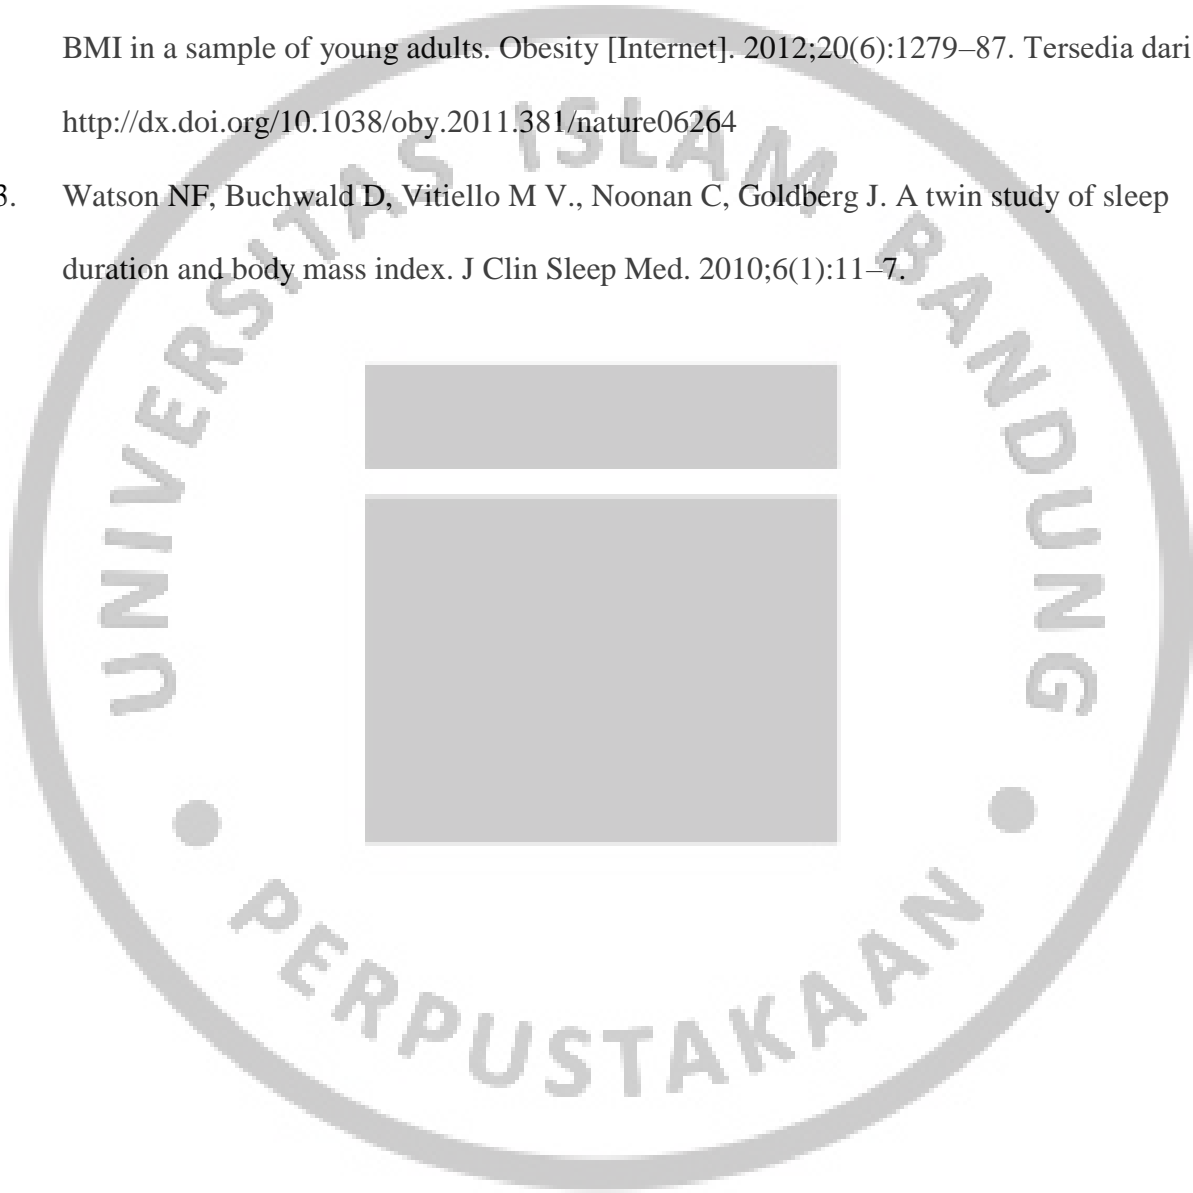 BMI in a sample of young adults. Obesity [Internet]. 2012;20(6):1279–87. Tersedia dari
http://dx.doi.org/10.1038/oby.2011.381/nature06264
3. Watson NF, Buchwald D, Vitiello M V., Noonan C, Goldberg J. A twin study of sleep
duration and body mass index. J Clin Sleep Med. 2010;6(1):11–7.
UNIVERSITAS ISLAM BANDUNG
• PERPUSTAKAAN •